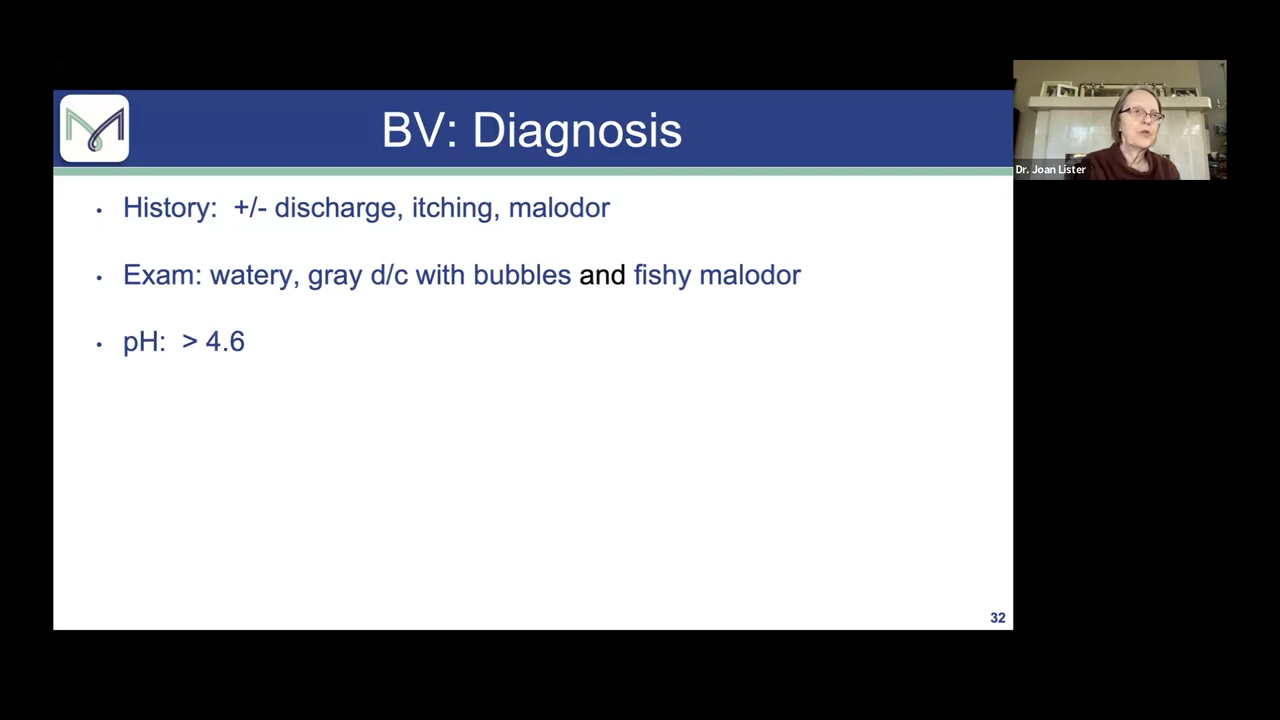 BV: Diagnosis
Dr. Joan Lister
• History: +/- discharge, itching, malodor
• Exam: watery, gray d/c with bubbles and fishy malodor
• pH: > 4.6
32